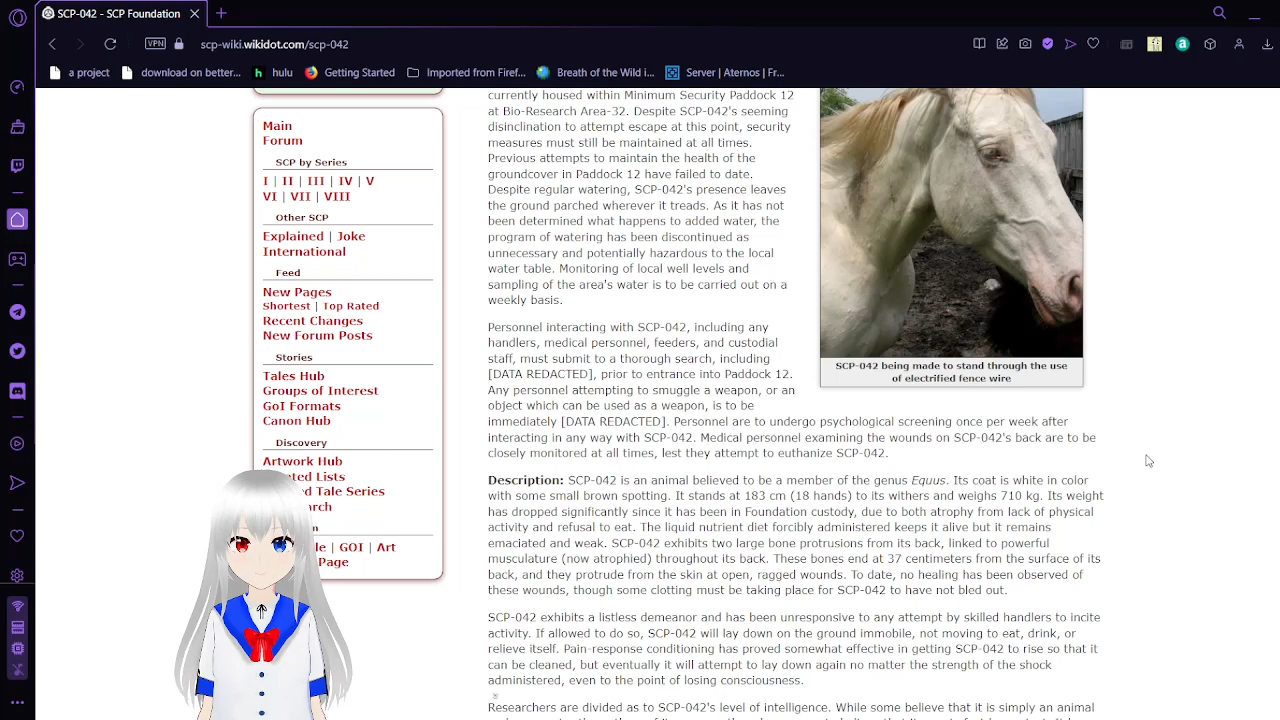 SCP-042 - SCP Foundation
VPN
scp-wiki.wikidot.com/scp-042
a project
download on better...
hulu
Getting Started
Imported from Firef...
Breath of the Wild i...
Server | Aternos | Fr...
Main
Forum
SCP by Series
I | II | III | IV | V
VI | VII | VIII
Other SCP
Explained | Joke
International
Feed
New Pages
Shortest | Top Rated
Recent Changes
New Forum Posts
Stories
Tales Hub
Groups of Interest
GoI Formats
Canon Hub
Discovery
Artwork Hub
Lists
Tale Series
GOI | Art
Page
currently housed within Minimum Security Paddock 12
at Bio-Research Area-32. Despite SCP-042's seeming
disinclination to attempt escape at this point, security
measures must still be maintained at all times.
Previous attempts to maintain the health of the
groundcover in Paddock 12 have failed to date.
Despite regular watering, SCP-042's presence leaves
the ground parched wherever it treads. As it has not
been determined what happens to added water, the
program of watering has been discontinued as
unnecessary and potentially hazardous to the local
water table. Monitoring of local well levels and
sampling of the area's water is to be carried out on a
weekly basis.
SCP-042 being made to stand through the use
of electrified fence wire
Personnel interacting with SCP-042, including any
handlers, medical personnel, feeders, and custodial
staff, must submit to a thorough search, including
[DATA REDACTED], prior to entrance into Paddock 12.
Any personnel attempting to smuggle a weapon, or an
object which can be used as a weapon, is to be
immediately [DATA REDACTED]. Personnel are to undergo psychological screening once per week after
interacting in any way with SCP-042. Medical personnel examining the wounds on SCP-042's back are to be
closely monitored at all times, lest they attempt to euthanize SCP-042.
Description: SCP-042 is an animal believed to be a member of the genus Equus. Its coat is white in color
with some small brown spotting. It stands at 183 cm (18 hands) to its withers and weighs 710 kg. Its weight
has dropped significantly since it has been in Foundation custody, due to both atrophy from lack of physical
activity and refusal to eat. The liquid nutrient diet forcibly administered keeps it alive but it remains
emaciated and weak. SCP-042 exhibits two large bone protrusions from its back, linked to powerful
musculature (now atrophied) throughout its back. These bones end at 37 centimeters from the surface of its
back, and they protrude from the skin at open, ragged wounds. To date, no healing has been observed of
these wounds, though some clotting must be taking place for SCP-042 to have not bled out.
SCP-042 exhibits a listless demeanor and has been unresponsive to any attempt by skilled handlers to incite
activity. If allowed to do so, SCP-042 will lay down on the ground immobile, not moving to eat, drink, or
relieve itself. Pain-response conditioning has proved somewhat effective in getting SCP-042 to rise so that it
can be cleaned, but eventually it will attempt to lay down again no matter the strength of the shock
administered, even to the point of losing consciousness.
Researchers are divided as to SCP-042's level of intelligence. While some believe that it is simply an animal